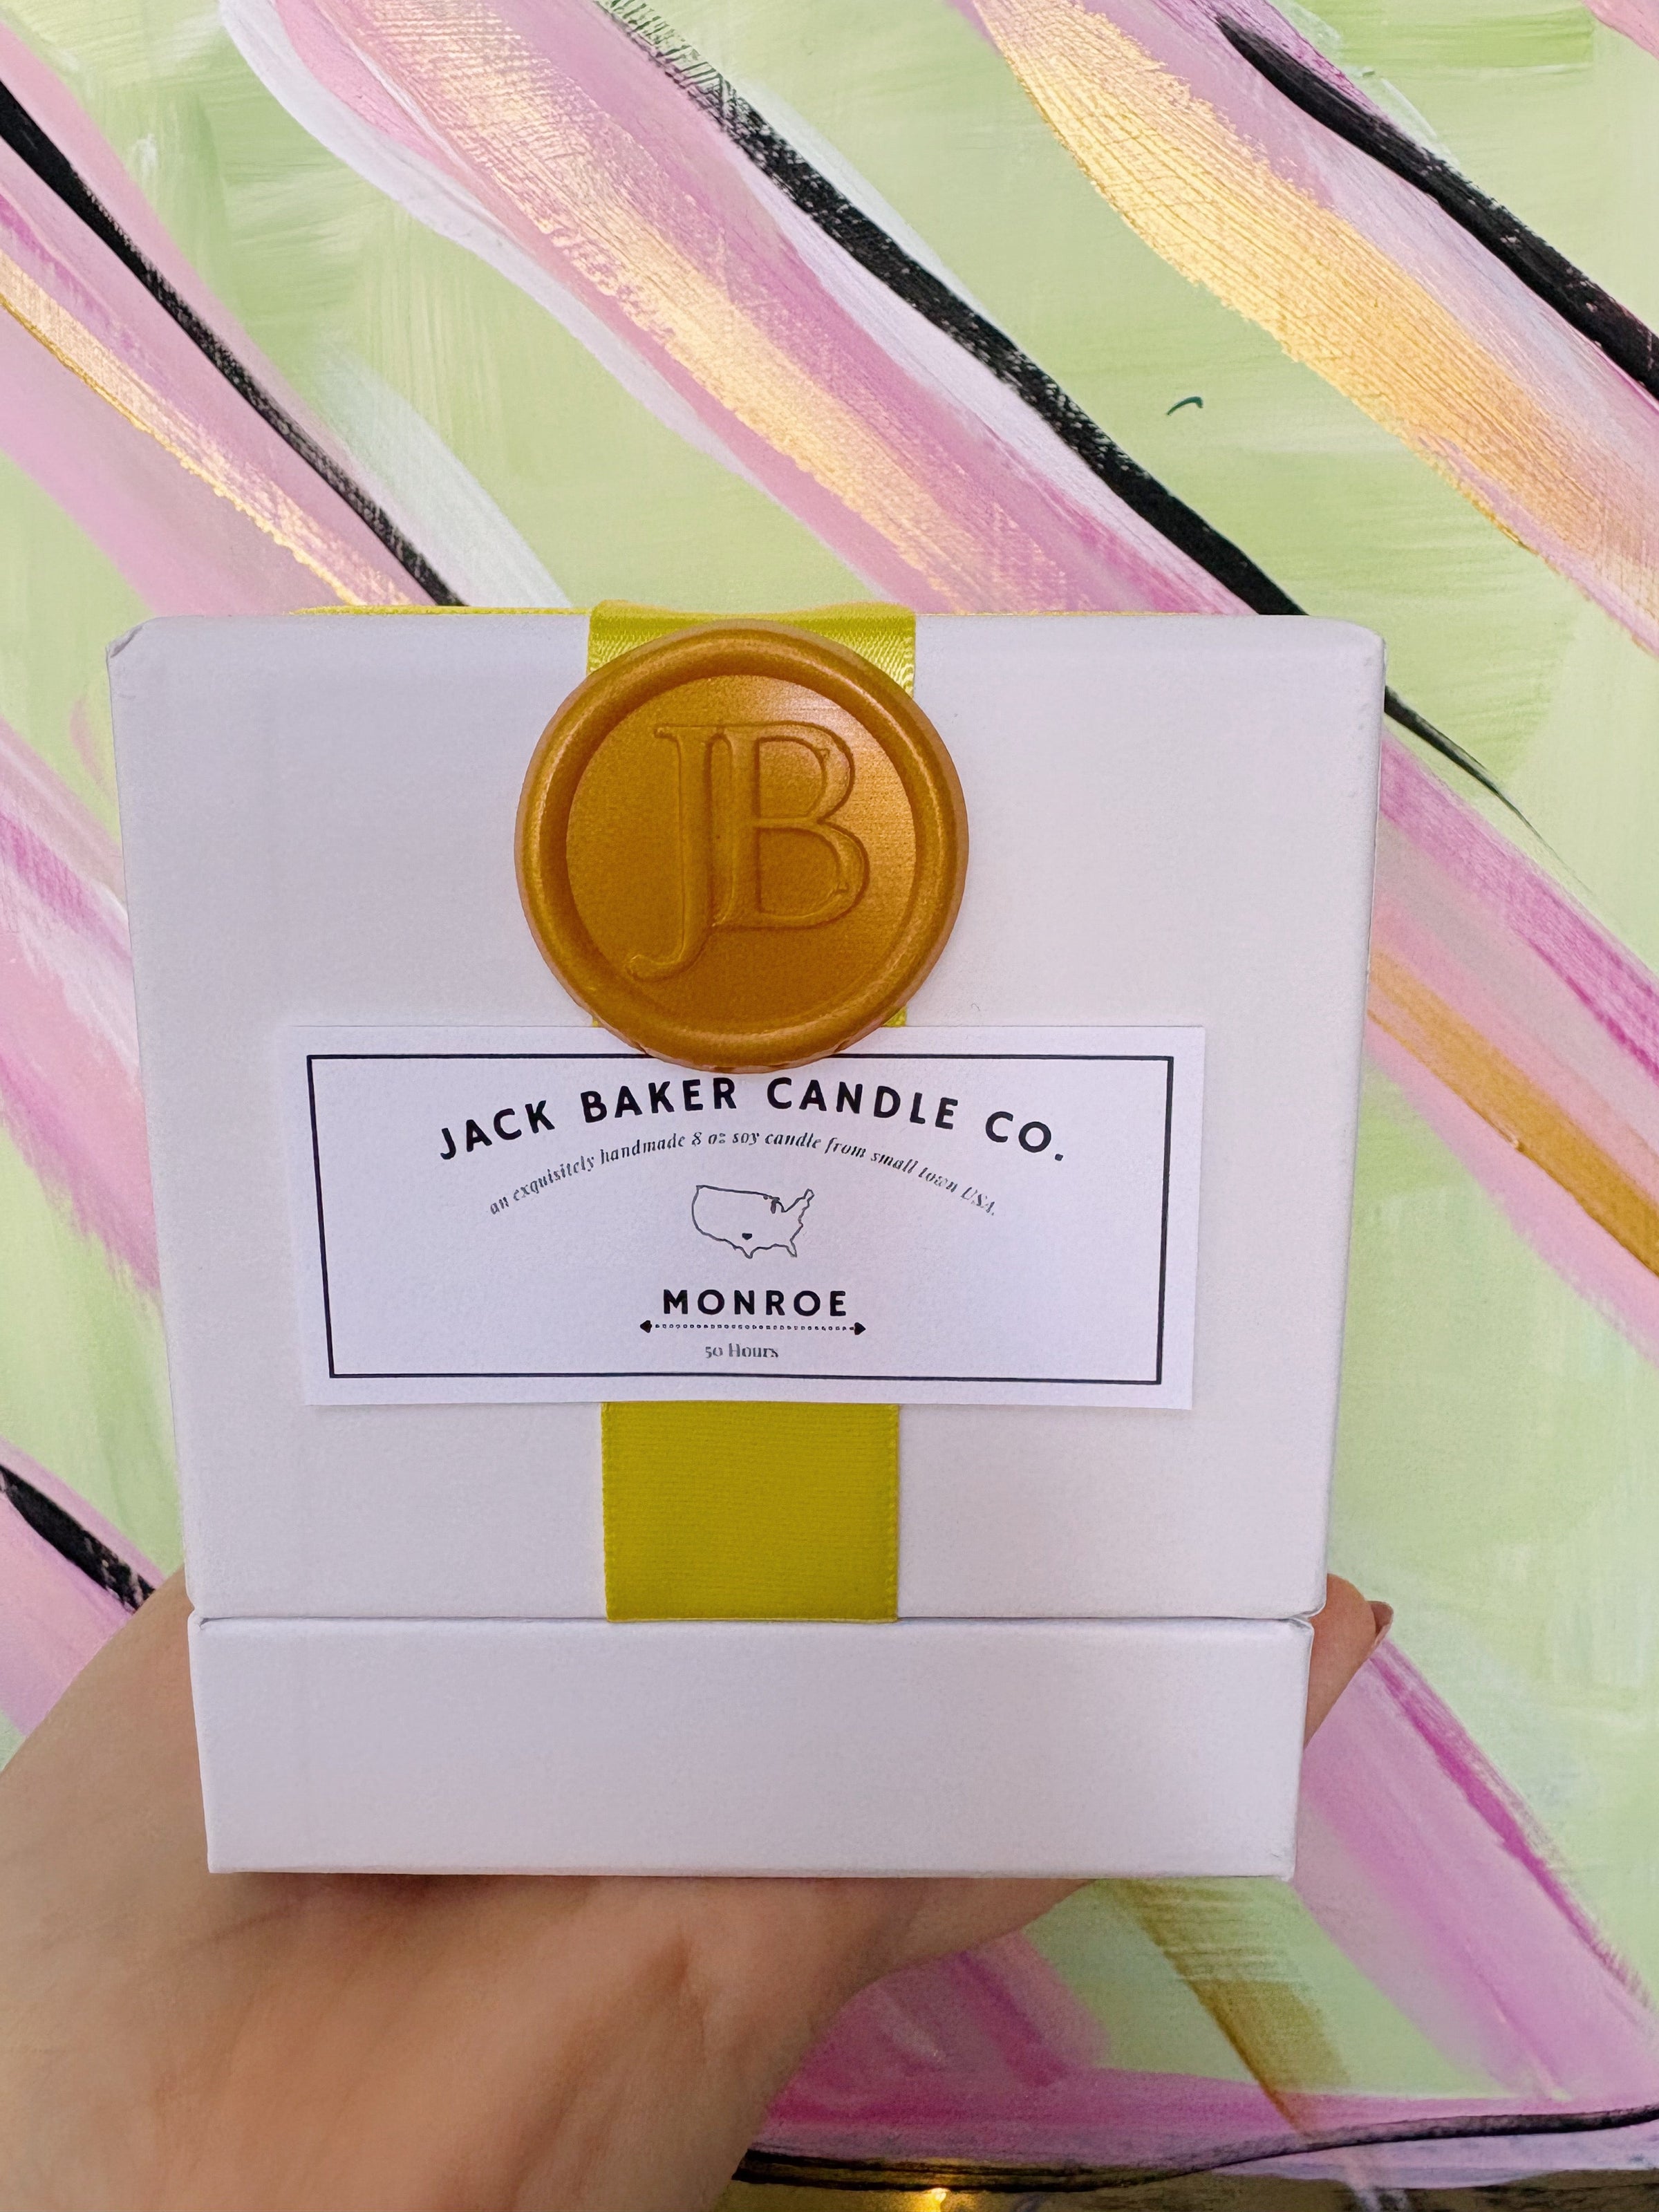 JB
JACK BAKER CANDLE CO.
an exquisitely handmade 8 oz soy candle from small town USA.
MONROE
50 Hours